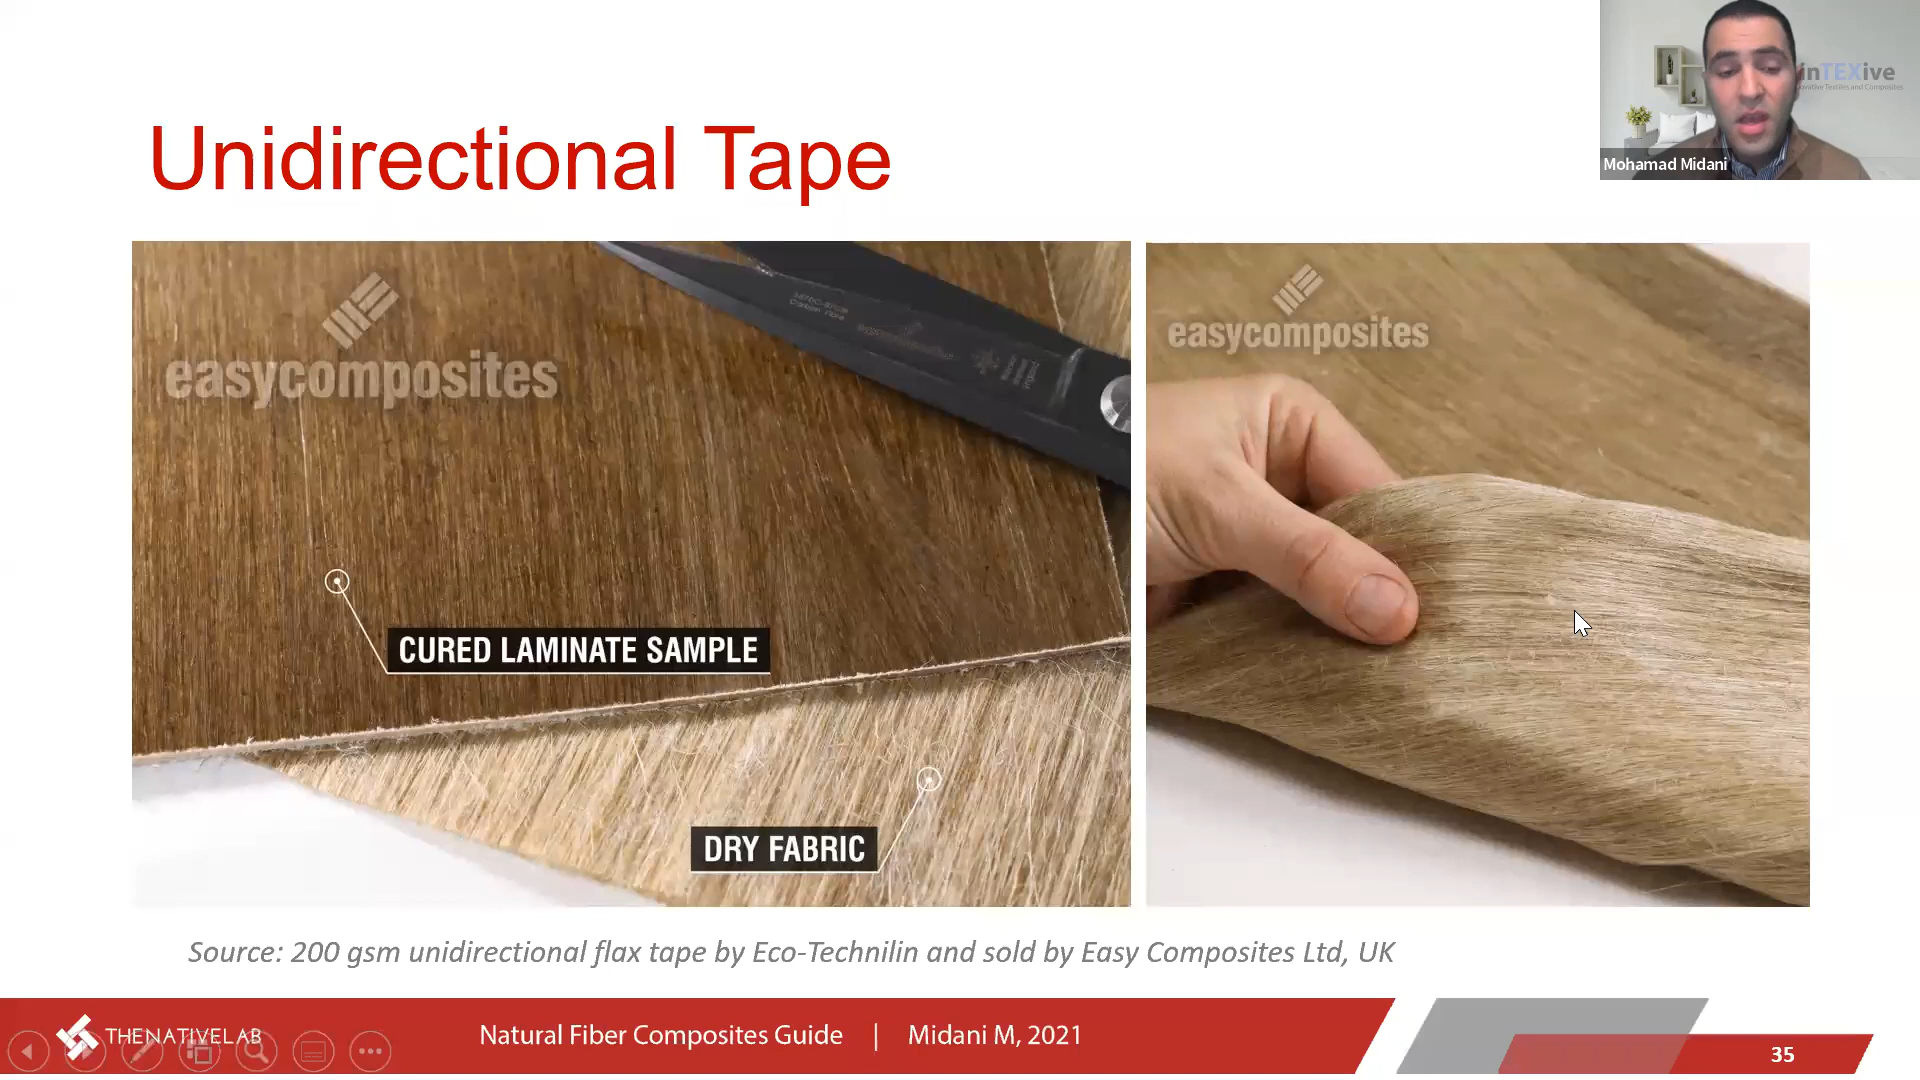 Unidirectional Tape
inTEXive
Mohamad Midani
easycomposites
easycomposites
CURED LAMINATE SAMPLE
DRY FABRIC
Source: 200 gsm unidirectional flax tape by Eco-Technilin and sold by Easy Composites Ltd, UK
THENATIVELAB
Natural Fiber Composites Guide | Midani M, 2021
35